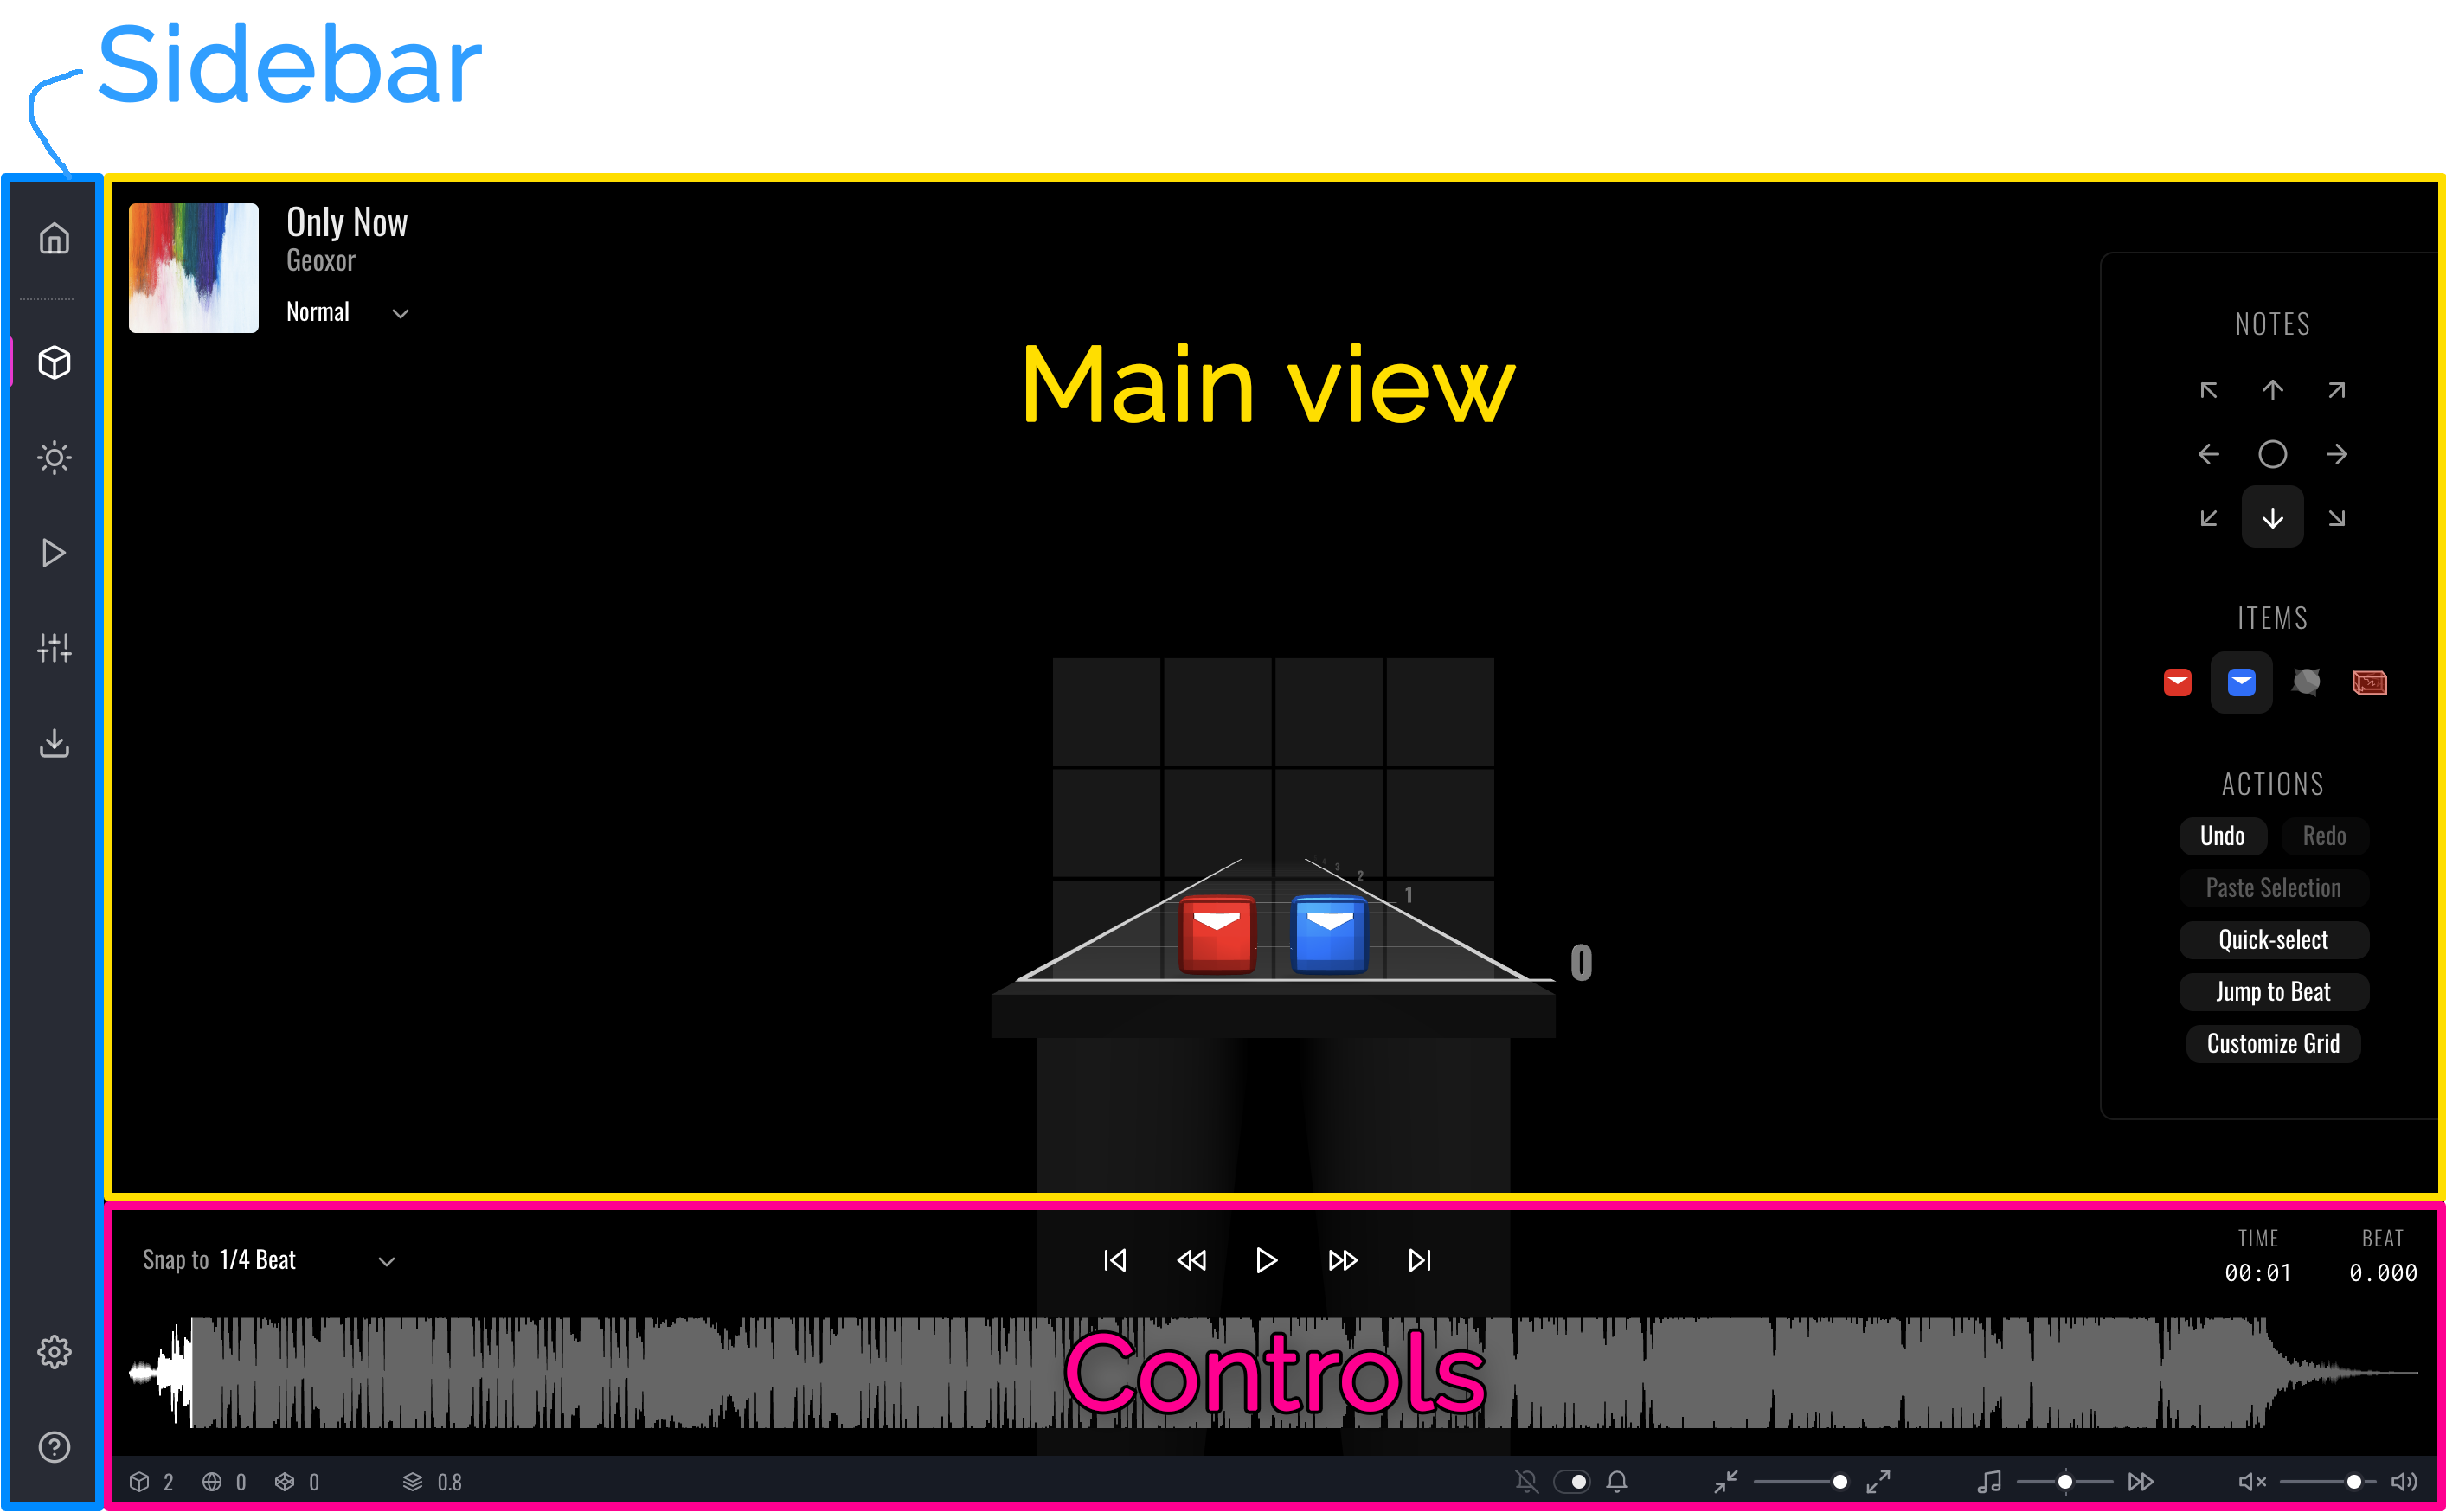 Sidebar
Only Now
Geoxor
Normal
Main view
NOTES
ITEMS
ACTIONS
Undo Redo
Paste Selection
Quick-select
Jump to Beat
Customize Grid
3
2
1
0
Snap to 1/4 Beat
TIME BEAT
00:01 0.000
Controls
2 0 0 0.8